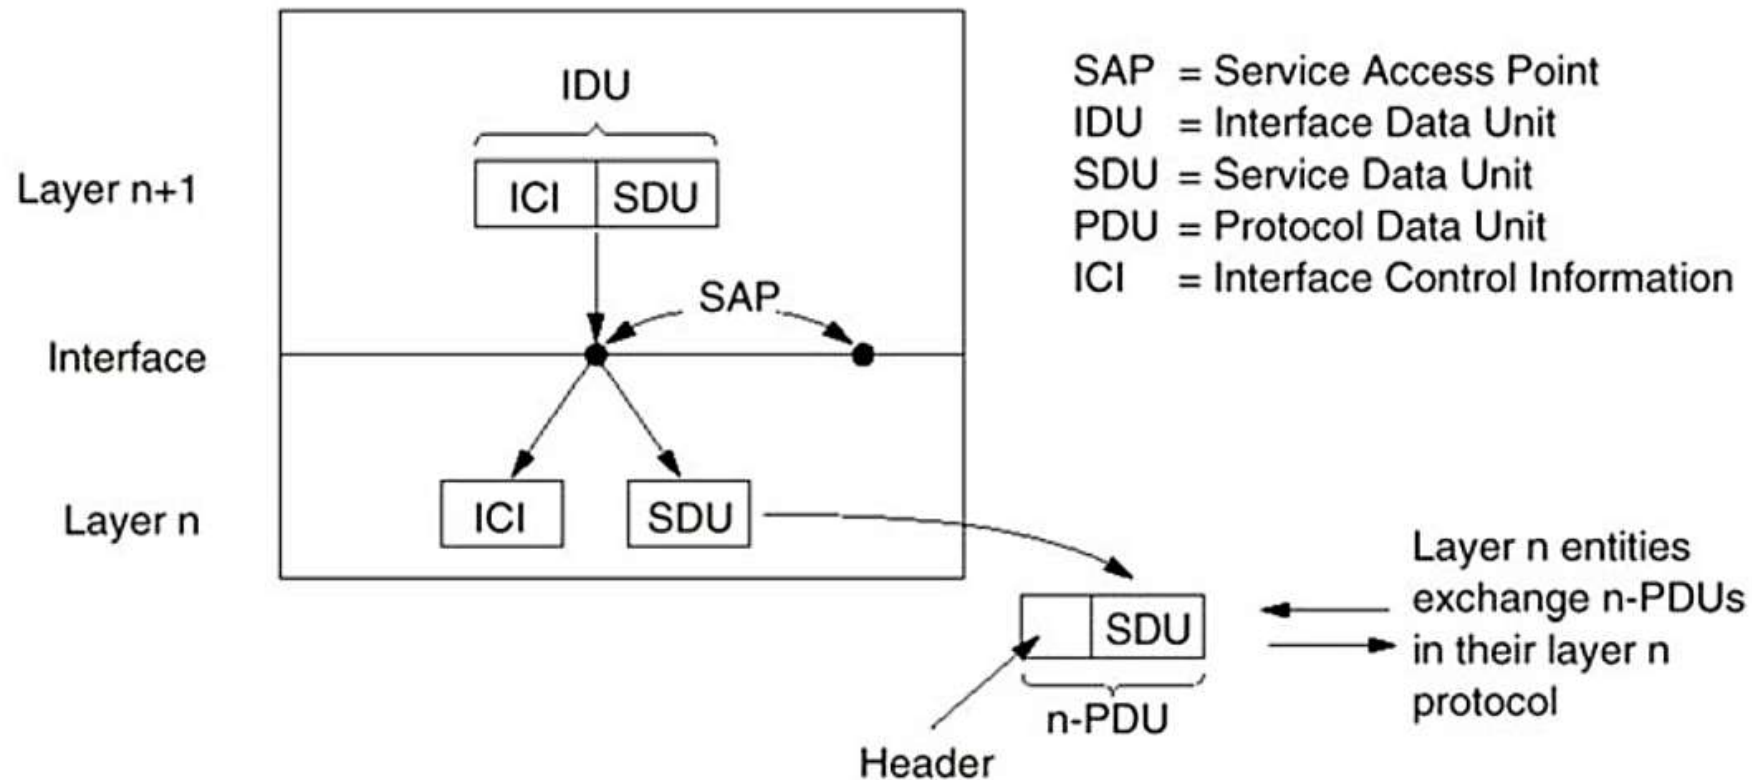 IDU
SAP = Service Access Point
IDU = Interface Data Unit
SDU = Service Data Unit
PDU = Protocol Data Unit
ICI = Interface Control Information
Layer n+1
ICI SDU
SAP
Interface
Layer n
ICI SDU
Layer n entities
exchange n-PDUs
in their layer n
protocol
SDU
n-PDU
Header